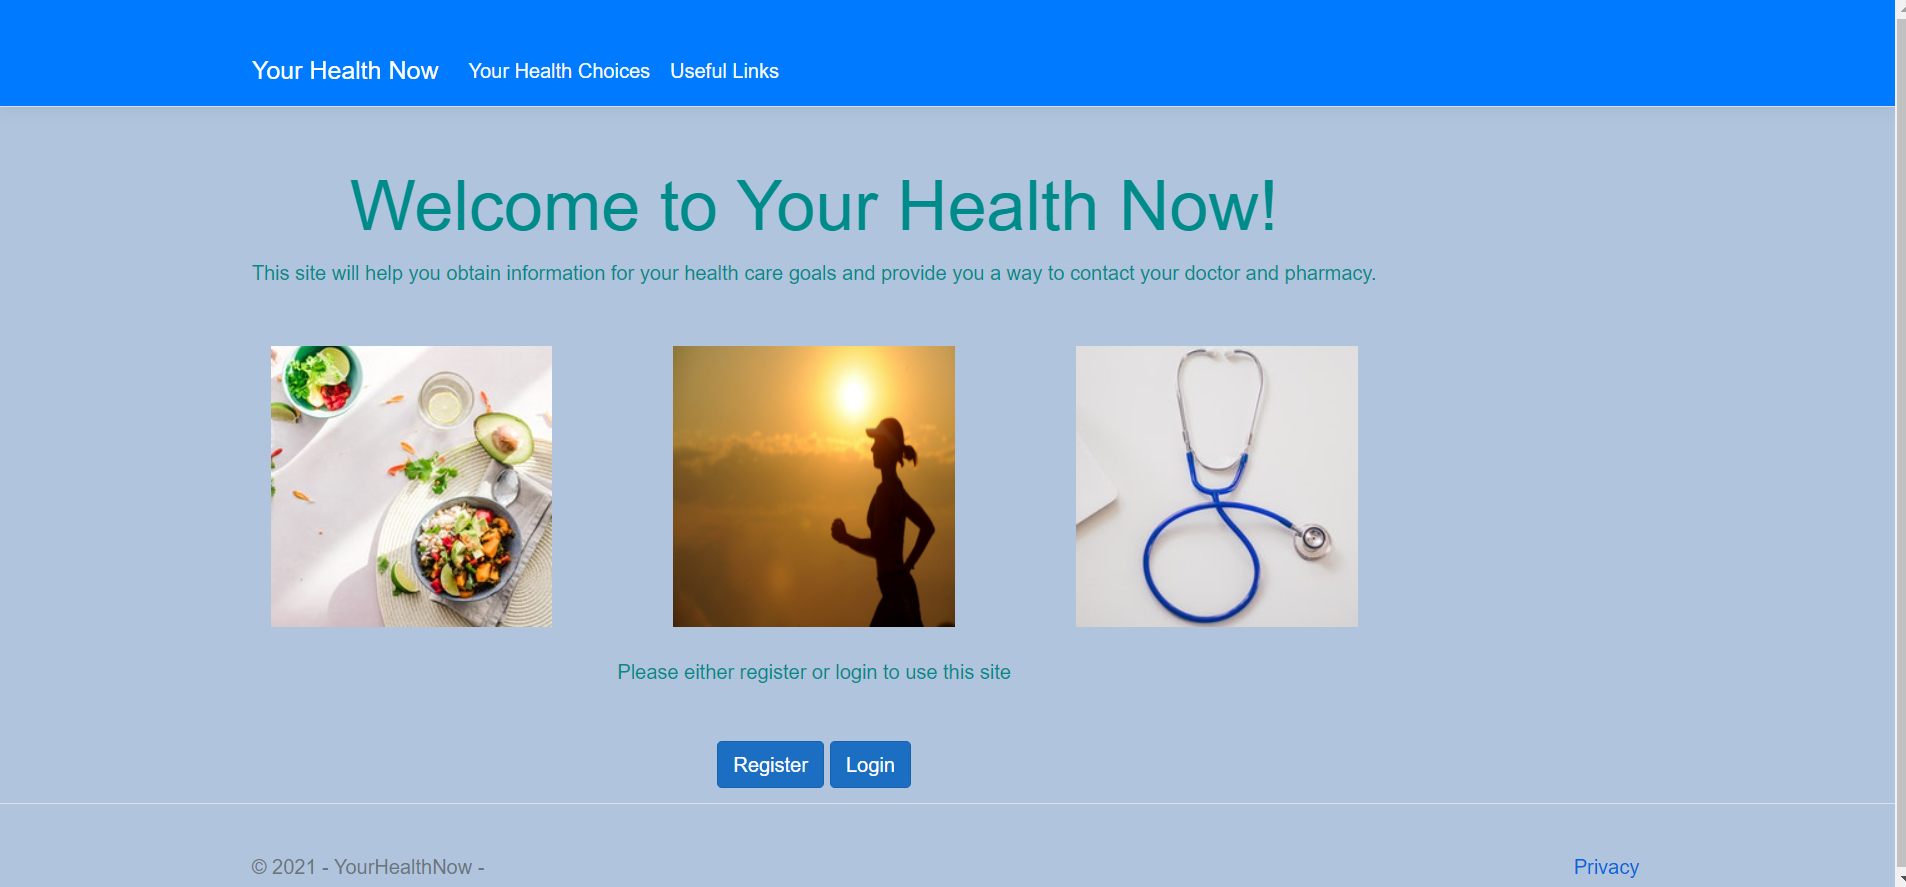 Your Health Now Your Health Choices Useful Links
Welcome to Your Health Now!
This site will help you obtain information for your health care goals and provide you a way to contact your doctor and pharmacy.
Please either register or login to use this site
Register Login
© 2021 - YourHealthNow - Privacy